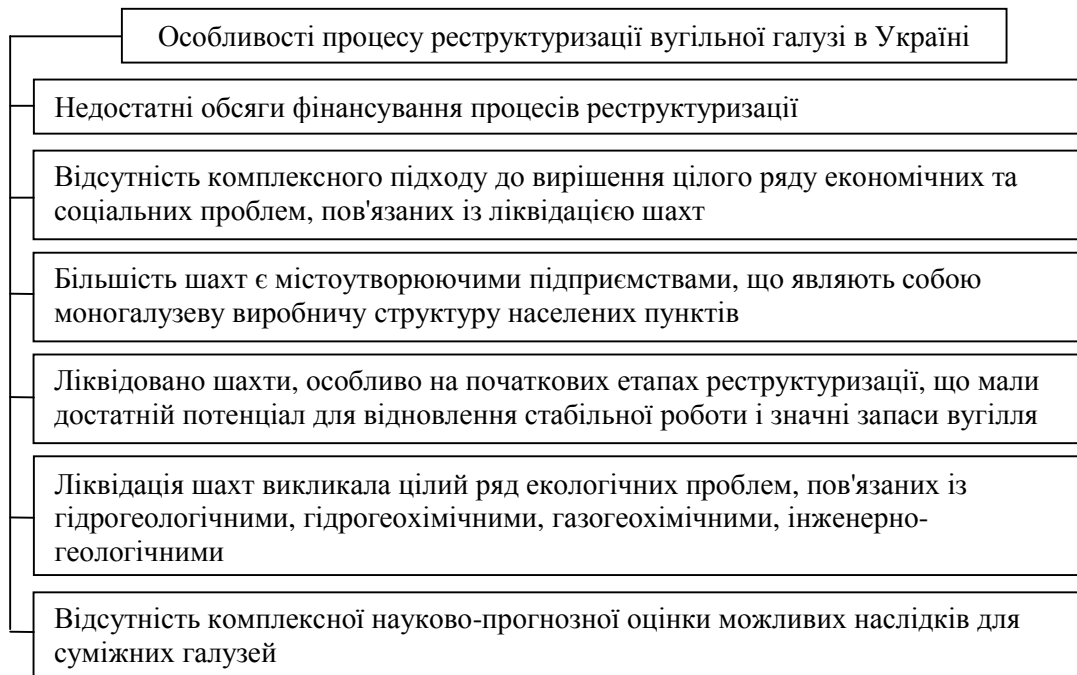 Особливості процесу реструктуризації вугільної галузі в Україні
Недостатні обсяги фінансування процесів реструктуризації
Відсутність комплексного підходу до вирішення цілого ряду економічних та
соціальних проблем, пов'язаних із ліквідацією шахт
Більшість шахт є містоутворюючими підприємствами, що являють собою
моногалузеву виробничу структуру населених пунктів
Ліквідовано шахти, особливо на початкових етапах реструктуризації, що мали
достатній потенціал для відновлення стабільної роботи і значні запаси вугілля
Ліквідація шахт викликала цілий ряд екологічних проблем, пов'язаних із
гідрогеологічними, гідрогеохімічними, газогеохімічними, інженерно-
геологічними
Відсутність комплексної науково-прогнозної оцінки можливих наслідків для
суміжних галузей